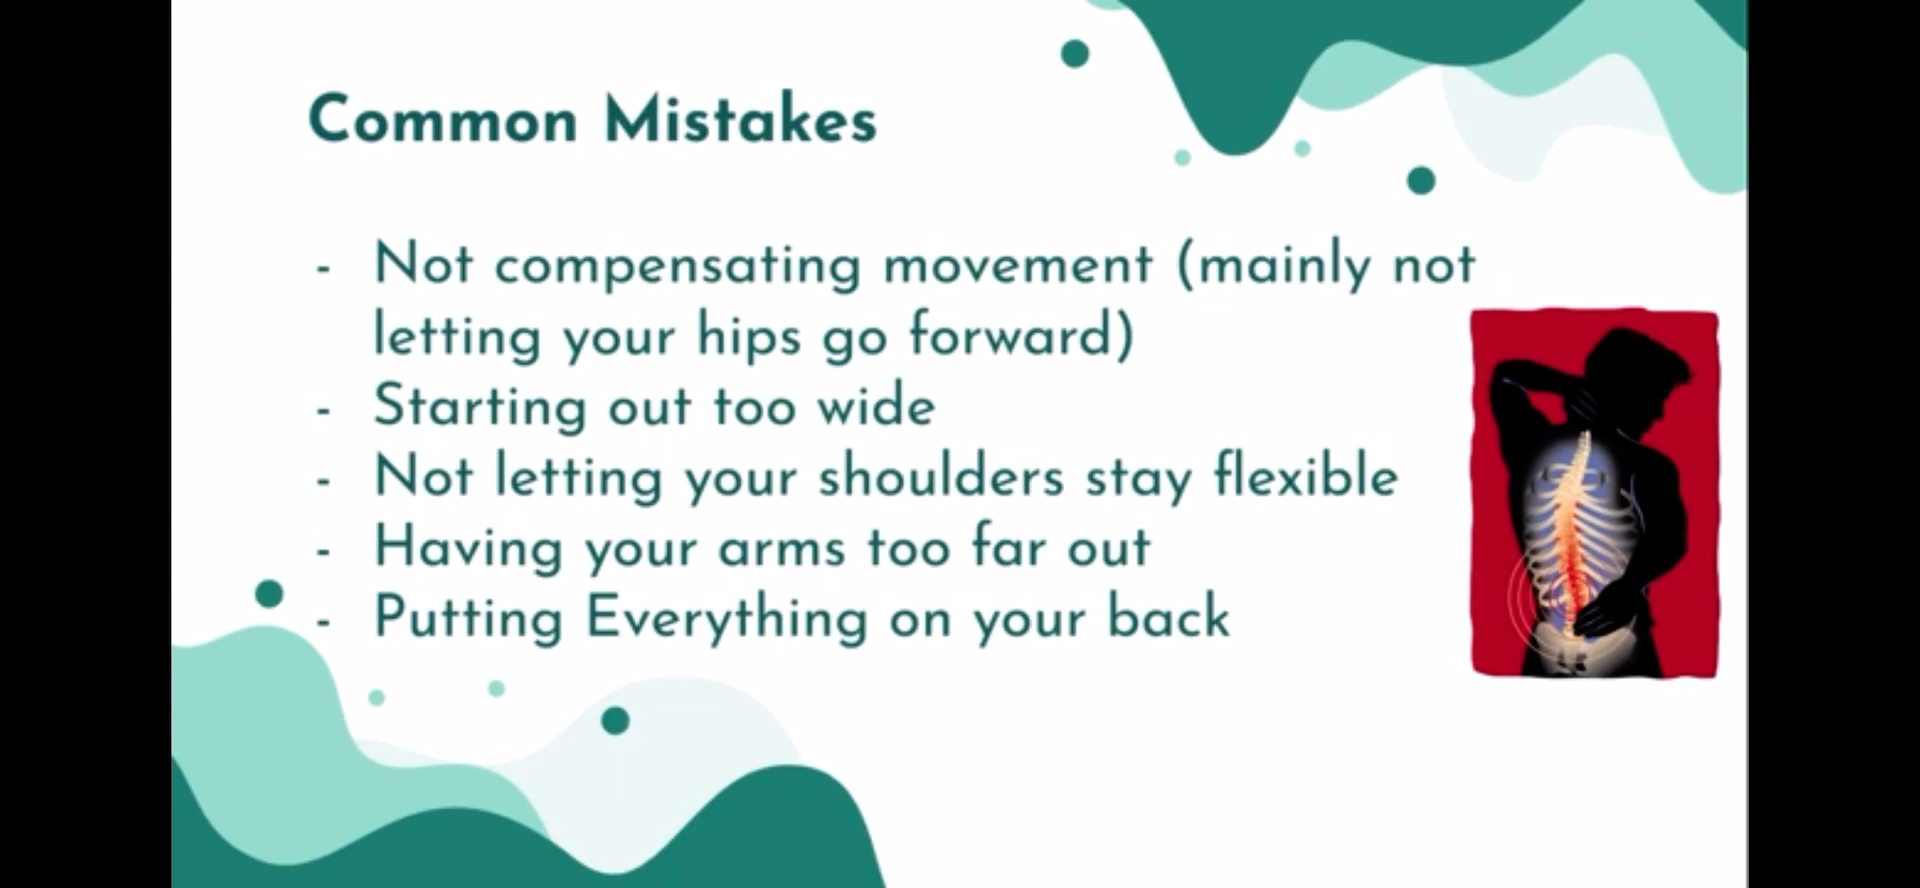 Common Mistakes
- Not compensating movement (mainly not
letting your hips go forward)
- Starting out too wide
- Not letting your shoulders stay flexible
- Having your arms too far out
- Putting Everything on your back